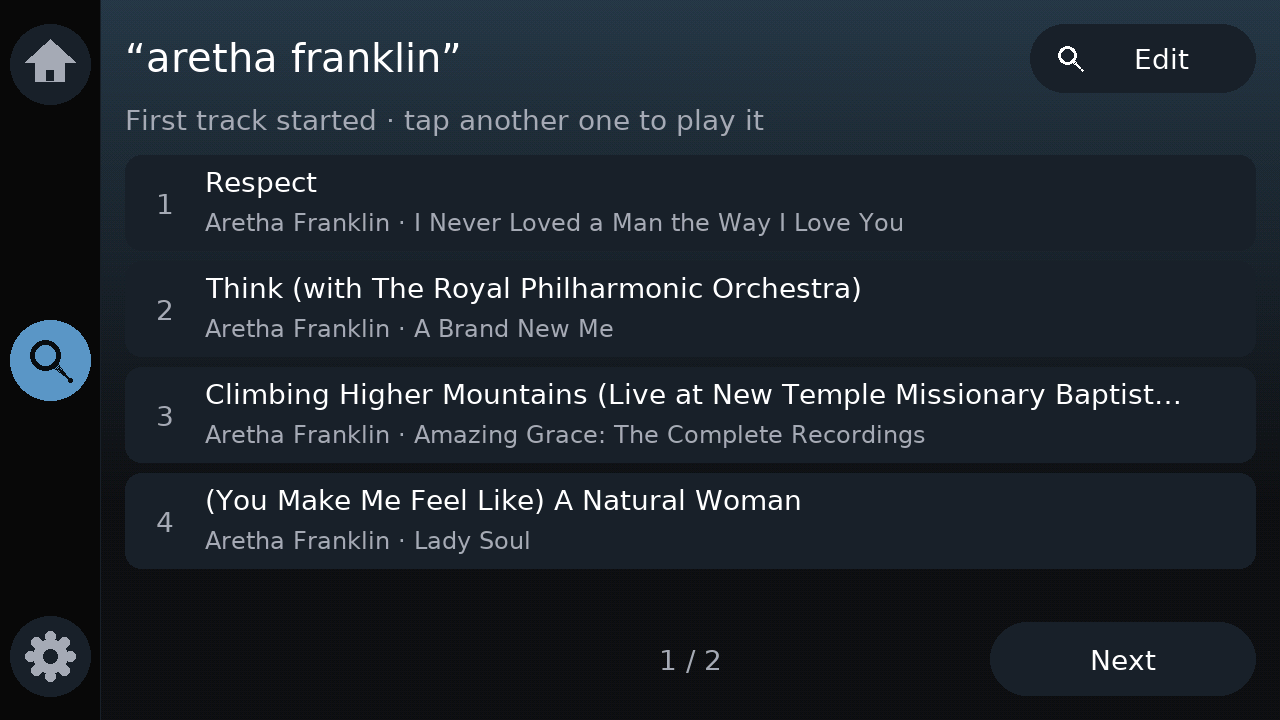 “aretha franklin”
Edit
First track started · tap another one to play it
1
Respect
Aretha Franklin · I Never Loved a Man the Way I Love You
2
Think (with The Royal Philharmonic Orchestra)
Aretha Franklin · A Brand New Me
3
Climbing Higher Mountains (Live at New Temple Missionary Baptist…
Aretha Franklin · Amazing Grace: The Complete Recordings
4
(You Make Me Feel Like) A Natural Woman
Aretha Franklin · Lady Soul
1 / 2
Next